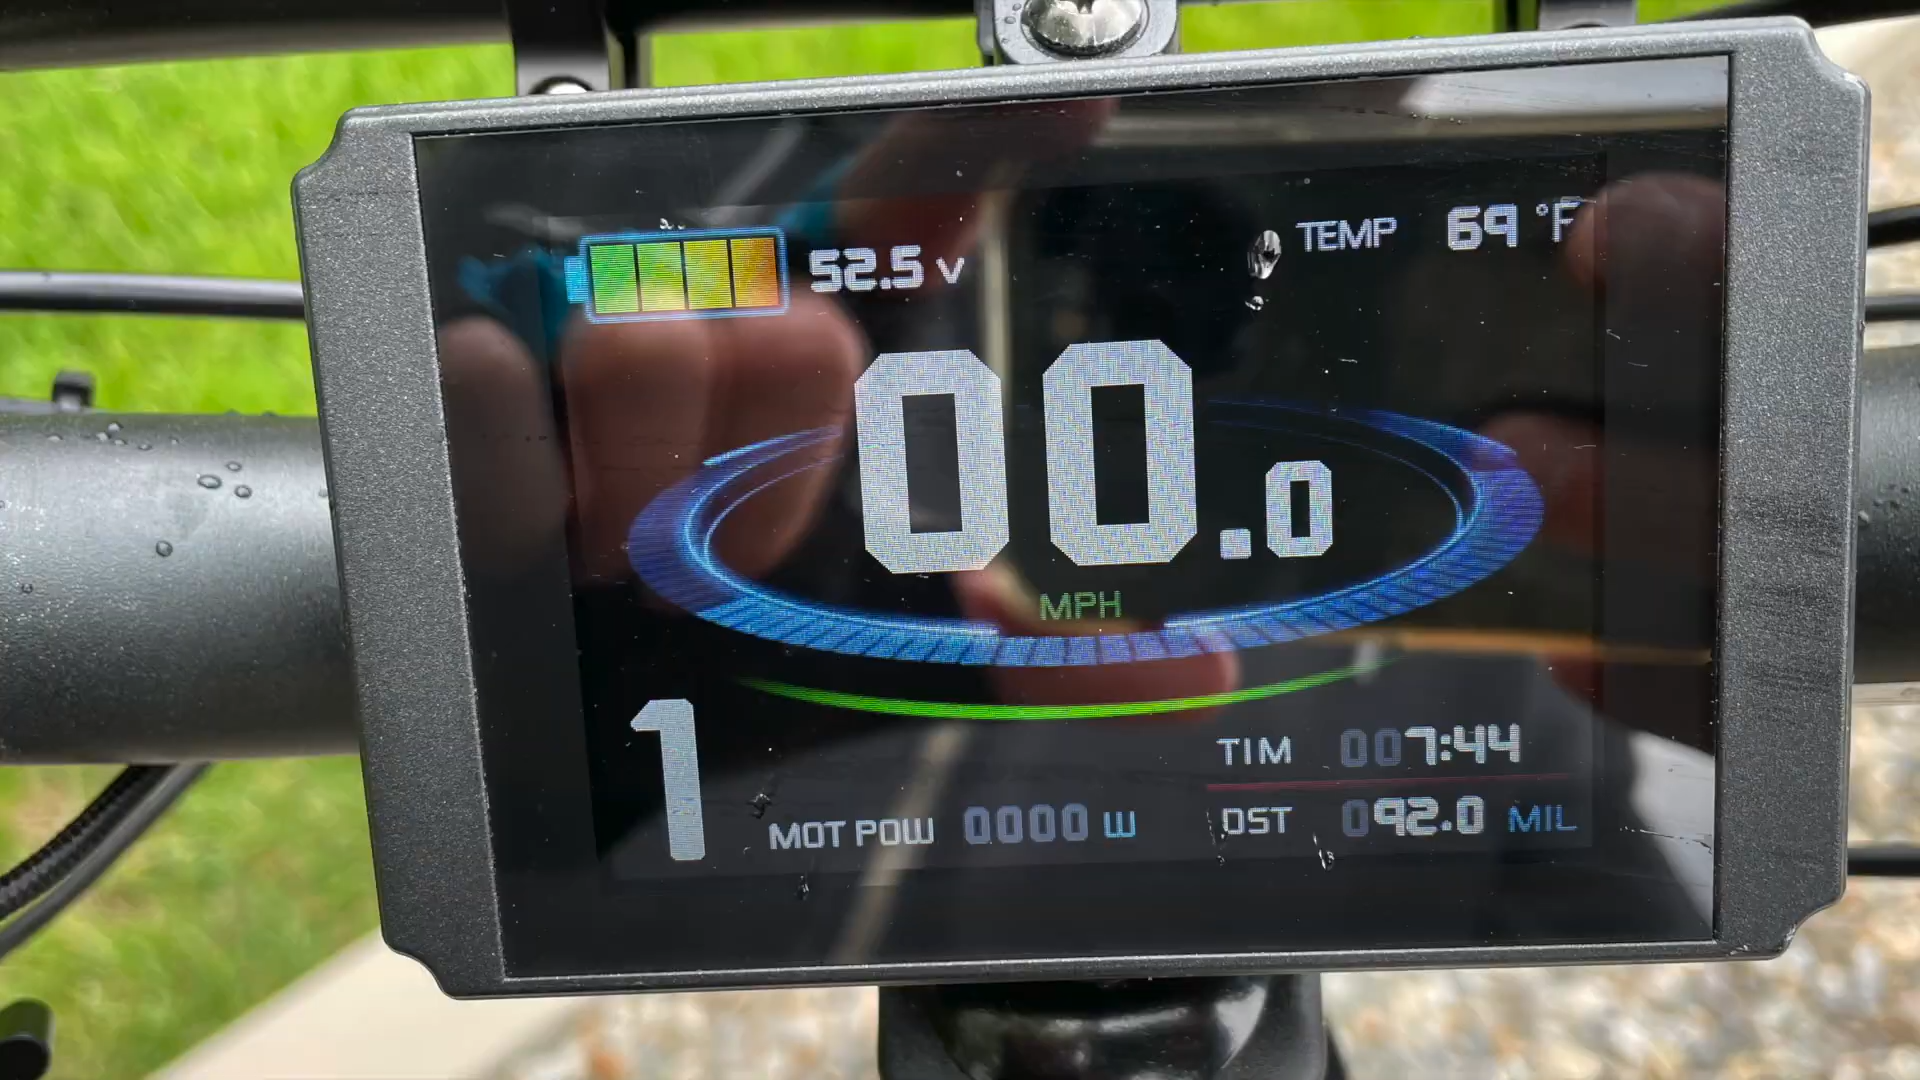 52.5 V
TEMP 69 °F
00.0
MPH
1
MOT POW 0000 W
TIM 007:44
DST 092.0 MIL